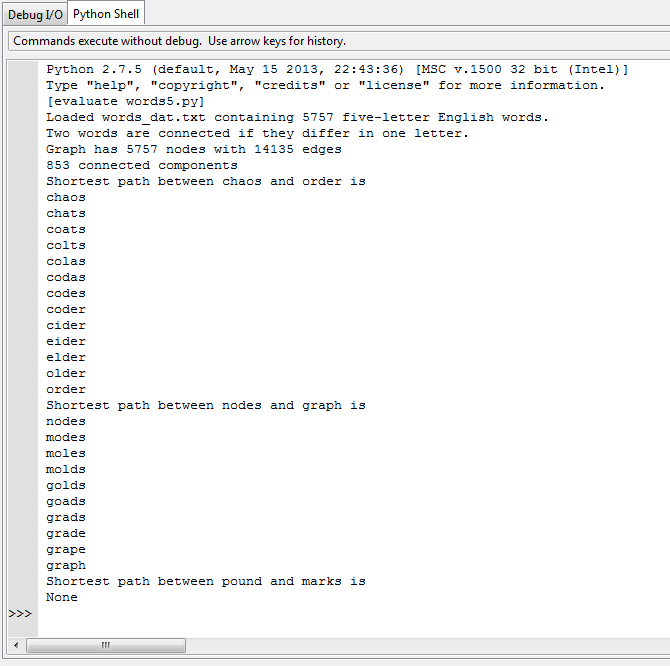 Debug I/O Python Shell
Commands execute without debug.  Use arrow keys for history.
Python 2.7.5 (default, May 15 2013, 22:43:36) [MSC v.1500 32 bit (Intel)]
Type "help", "copyright", "credits" or "license" for more information.
[evaluate words5.py]
Loaded words_dat.txt containing 5757 five-letter English words.
Two words are connected if they differ in one letter.
Graph has 5757 nodes with 14135 edges
853 connected components
Shortest path between chaos and order is
chaos
chats
coats
colts
colas
codas
codes
coder
cider
eider
elder
older
order
Shortest path between nodes and graph is
nodes
modes
moles
molds
golds
goads
grads
grade
grape
graph
Shortest path between pound and marks is
None
>>>